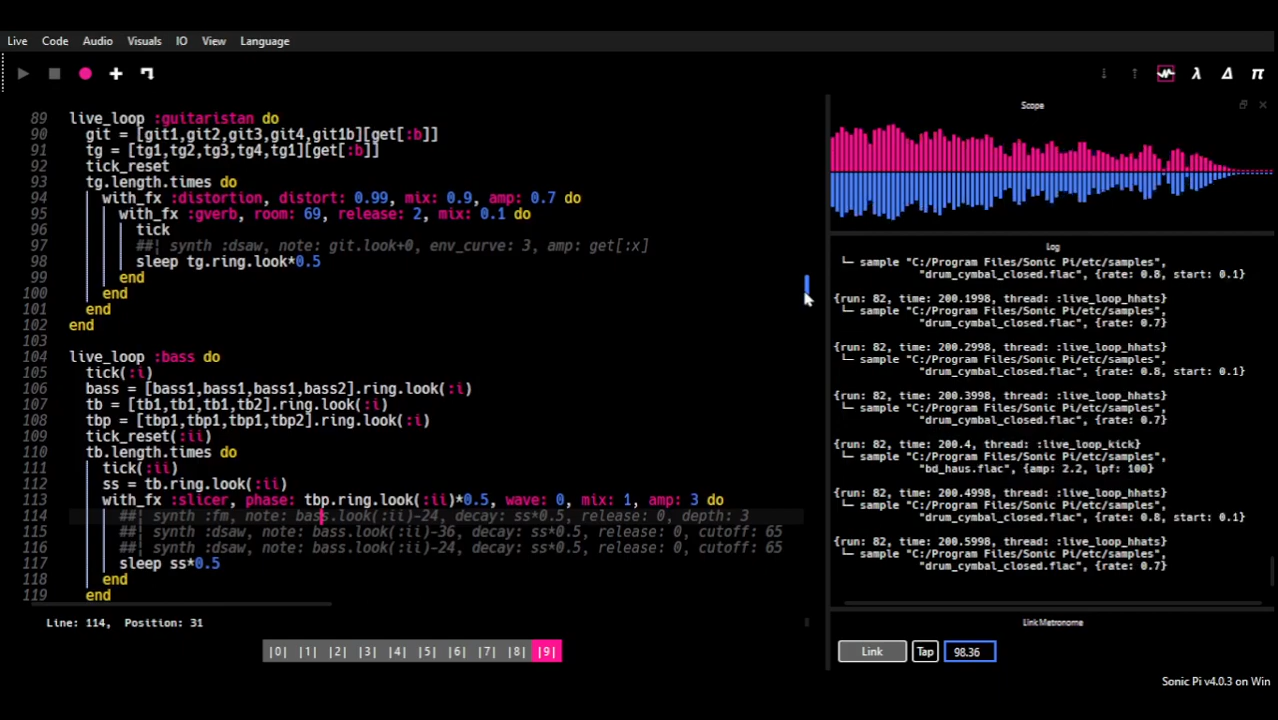 Live Code Audio Visuals IO View Language
89 live_loop :guitaristan do
90 git = [git1,git2,git3,git4,git1b][get[:b]]
91 tg = [tg1,tg2,tg3,tg4,tg1][get[:b]]
92 tick_reset
93 tg.length.times do
94 with_fx :distortion, distort: 0.99, mix: 0.9, amp: 0.7 do
95 with_fx :gverb, room: 69, release: 2, mix: 0.1 do
96 tick
97 ##| synth :dsaw, note: git.look+0, env_curve: 3, amp: get[:x]
98 sleep tg.ring.look*0.5
99 end
100 end
101 end
102 end
103
104 live_loop :bass do
105 tick(:i)
106 bass = [bass1,bass1,bass1,bass2].ring.look(:i)
107 tb = [tb1,tb1,tb1,tb2].ring.look(:i)
108 tbp = [tbp1,tbp1,tbp1,tbp2].ring.look(:i)
109 tick_reset(:ii)
110 tb.length.times do
111 tick(:ii)
112 ss = tb.ring.look(:ii)
113 with_fx :slicer, phase: tbp.ring.look(:ii)*0.5, wave: 0, mix: 1, amp: 3 do
114 ##| synth :fm, note: bass.look(:ii)-24, decay: ss*0.5, release: 0, depth: 3
115 ##| synth :dsaw, note: bass.look(:ii)-36, decay: ss*0.5, release: 0, cutoff: 65
116 ##| synth :dsaw, note: bass.look(:ii)-24, decay: ss*0.5, release: 0, cutoff: 65
117 sleep ss*0.5
118 end
119 end
Line: 114, Position: 31
|0| |1| |2| |3| |4| |5| |6| |7| |8| |9|
λ Δ π
Scope
Log
└─ sample "C:/Program Files/Sonic Pi/etc/samples",
"drum_cymbal_closed.flac", {rate: 0.8, start: 0.1}
{run: 82, time: 200.1998, thread: :live_loop_hhats}
└─ sample "C:/Program Files/Sonic Pi/etc/samples",
"drum_cymbal_closed.flac", {rate: 0.7}
{run: 82, time: 200.2998, thread: :live_loop_hhats}
└─ sample "C:/Program Files/Sonic Pi/etc/samples",
"drum_cymbal_closed.flac", {rate: 0.8, start: 0.1}
{run: 82, time: 200.3998, thread: :live_loop_hhats}
└─ sample "C:/Program Files/Sonic Pi/etc/samples",
"drum_cymbal_closed.flac", {rate: 0.7}
{run: 82, time: 200.4, thread: :live_loop_kick}
└─ sample "C:/Program Files/Sonic Pi/etc/samples",
"bd_haus.flac", {amp: 2.2, lpf: 100}
{run: 82, time: 200.4998, thread: :live_loop_hhats}
└─ sample "C:/Program Files/Sonic Pi/etc/samples",
"drum_cymbal_closed.flac", {rate: 0.8, start: 0.1}
{run: 82, time: 200.5998, thread: :live_loop_hhats}
└─ sample "C:/Program Files/Sonic Pi/etc/samples",
"drum_cymbal_closed.flac", {rate: 0.7}
Link Metronome
Link Tap 98.36
Sonic Pi v4.0.3 on Win